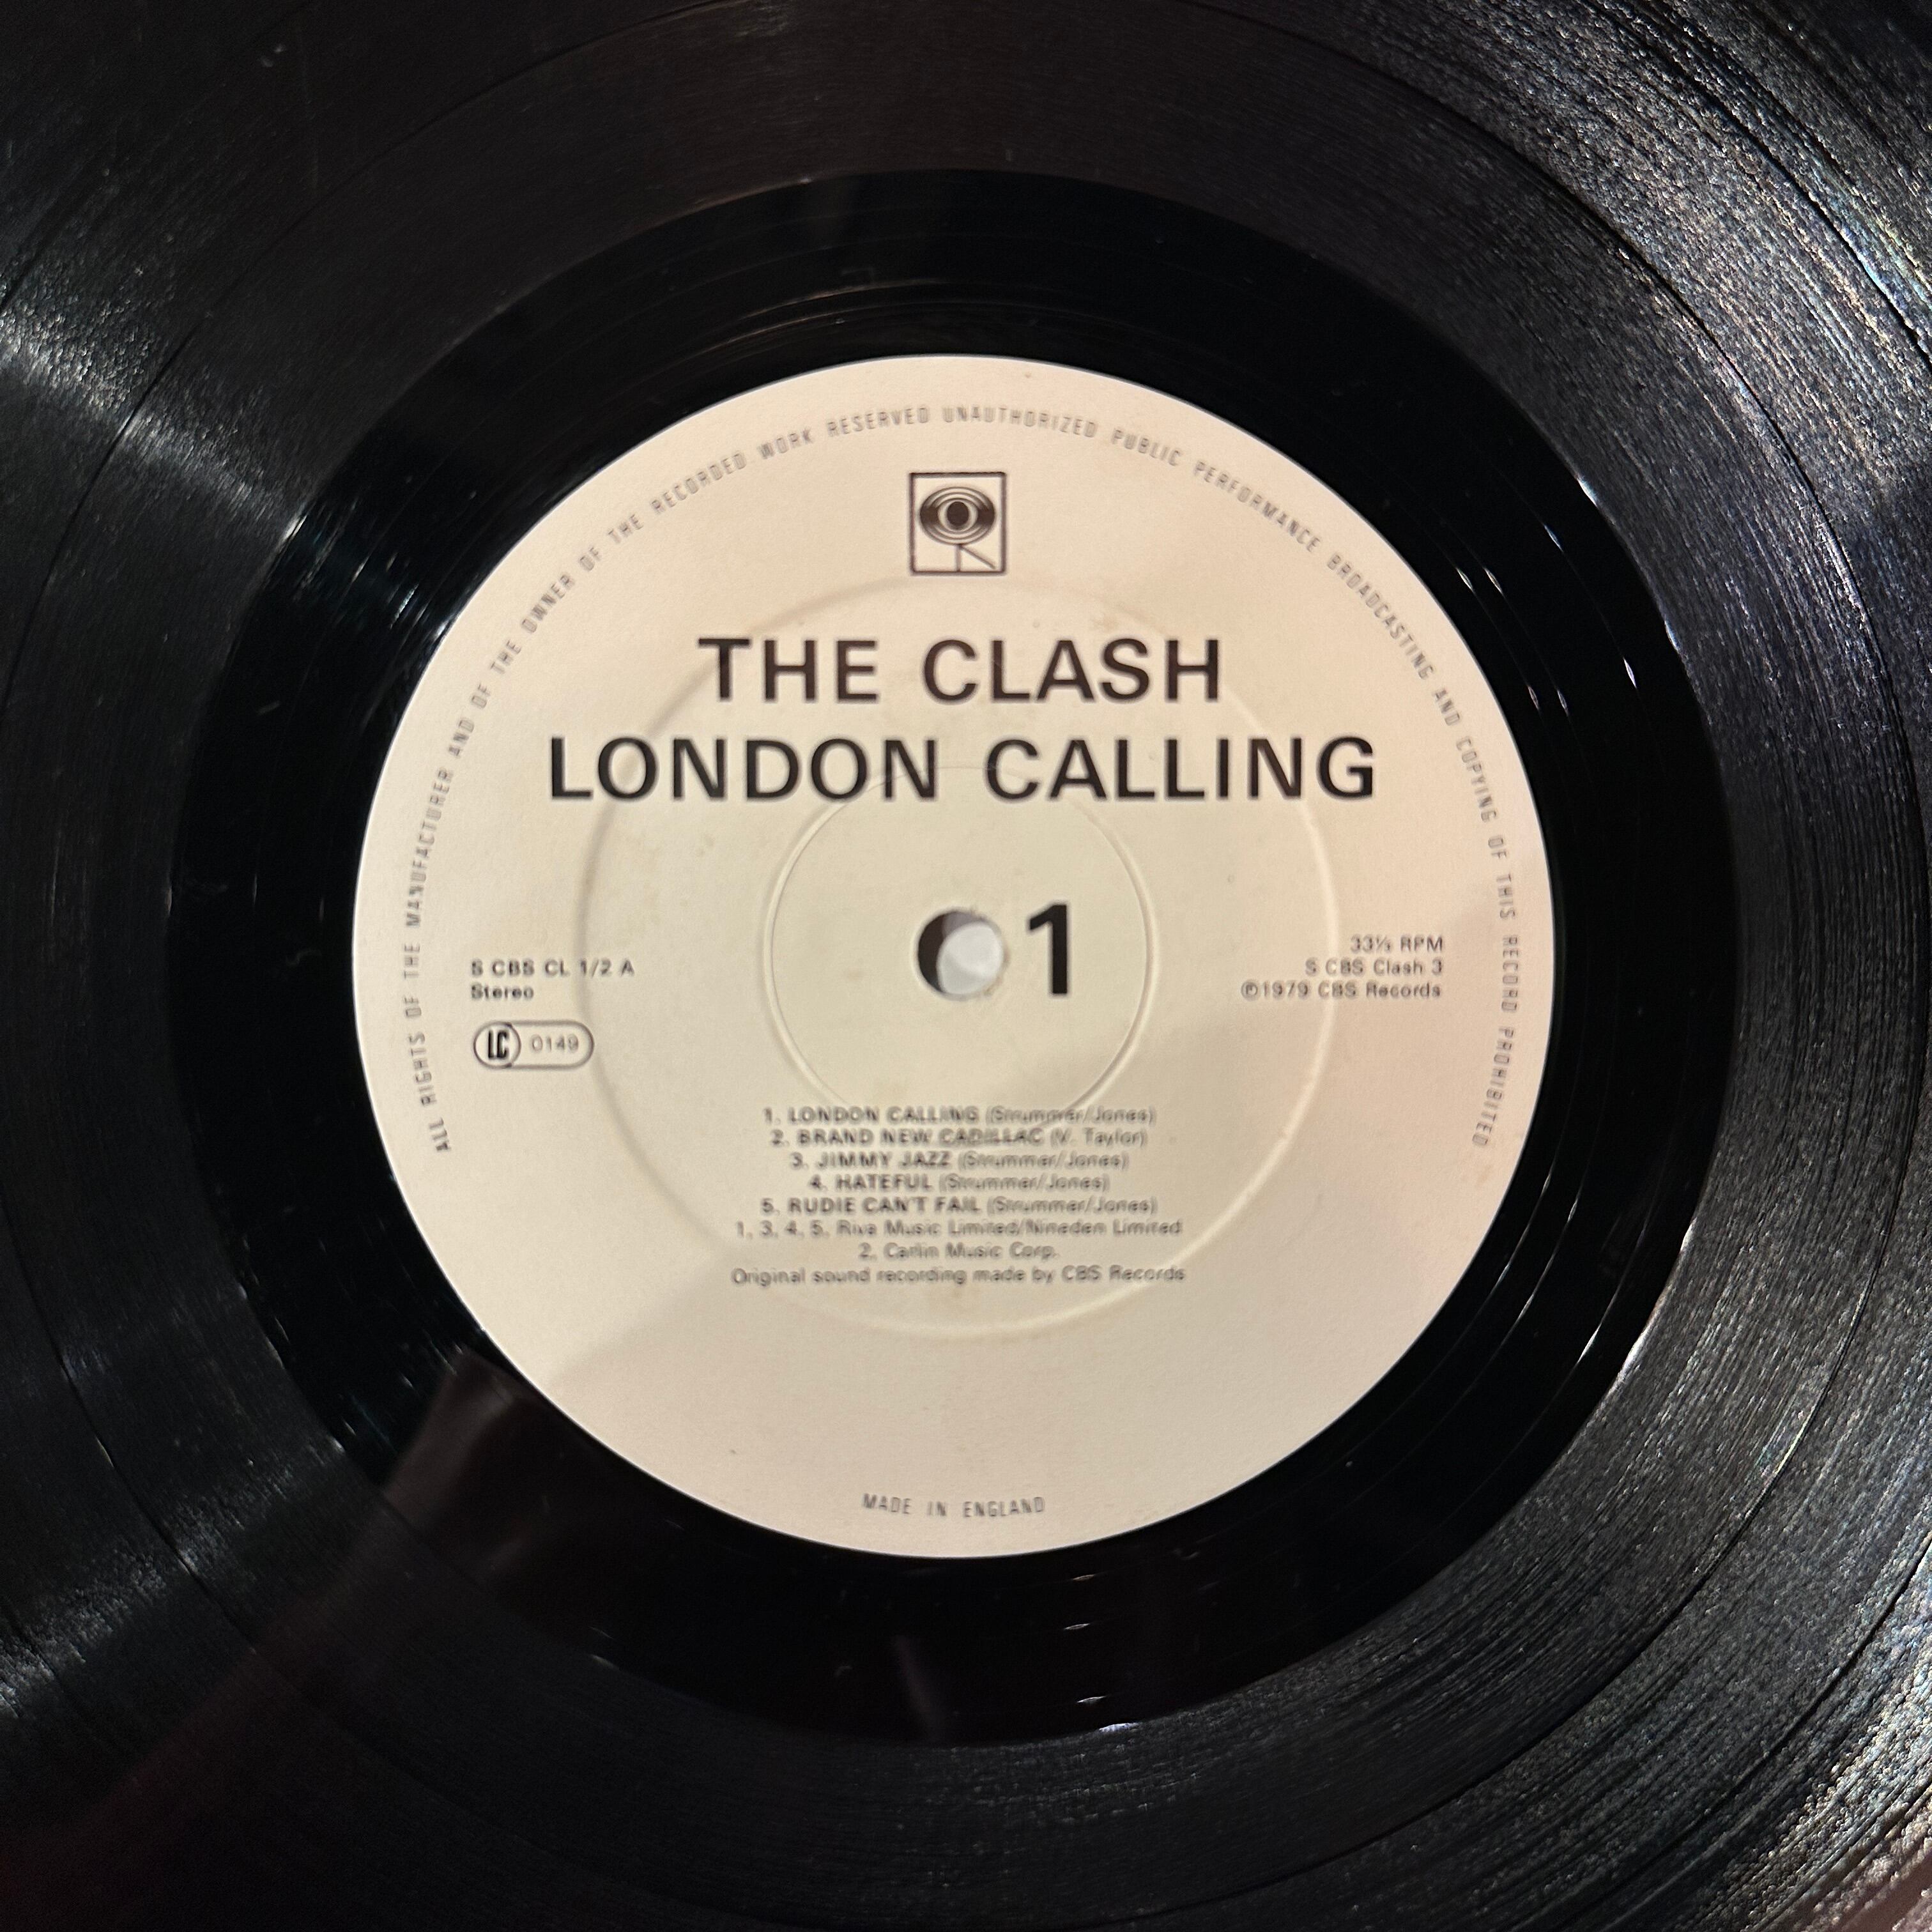 ALL RIGHTS OF THE MANUFACTURER AND OF THE OWNER OF THE RECORDED WORK RESERVED UNAUTHORIZED PUBLIC PERFORMANCE BROADCASTING AND COPYING OF THIS RECORD PROHIBITED
THE CLASH
LONDON CALLING
1
S CBS CL 1/2 A
Stereo
LC 0149
33⅓ RPM
S CBS Clash 3
℗1979 CBS Records
1. LONDON CALLING (Strummer/Jones)
2. BRAND NEW CADILLAC (V. Taylor)
3. JIMMY JAZZ (Strummer/Jones)
4. HATEFUL (Strummer/Jones)
5. RUDIE CAN'T FAIL (Strummer/Jones)
1, 3, 4, 5, Riva Music Limited/Nineden Limited
2. Carlin Music Corp.
Original sound recording made by CBS Records
MADE IN ENGLAND